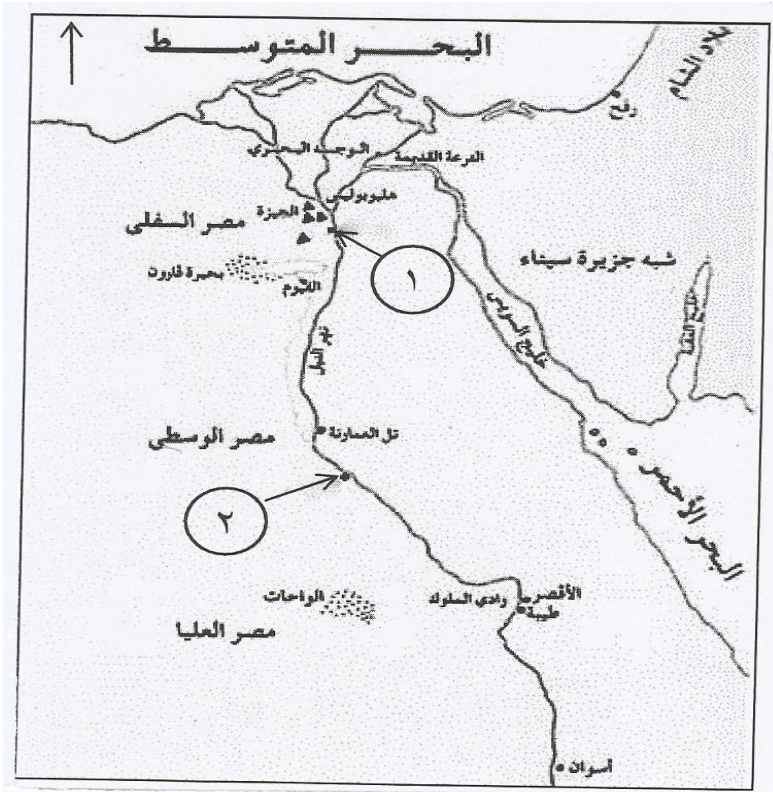 البحر المتوسط
بلاد الشام
رفح
الوجه البحري
الترعة القديمة
هليوبوليس
الجيزة
مصر السفلى
١
شبه جزيرة سيناء
بحيرة قارون
الفيوم
خليج السويس
خليج العقبة
نهر النيل
مصر الوسطى
تل العمارنة
البحر الأحمر
٢
الواحات
وادي الملوك
الأقصر
طيبة
مصر العليا
أسوان